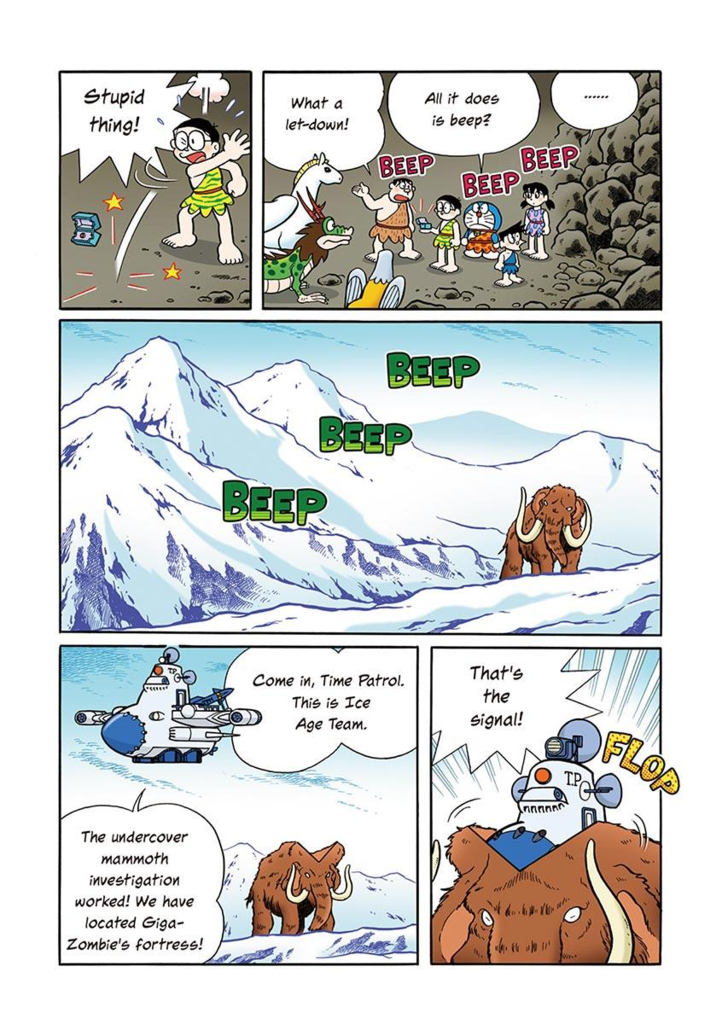 ......
BEEP
All it does
is beep?
BEEP
What a
let-down!
BEEP
Stupid
thing!
BEEP
BEEP
BEEP
That's
the
signal!
FLOP
T.P.
Come in, Time Patrol.
This is Ice
Age Team.
T.P.
The undercover
mammoth
investigation
worked! We have
located Giga-
Zombie's fortress!